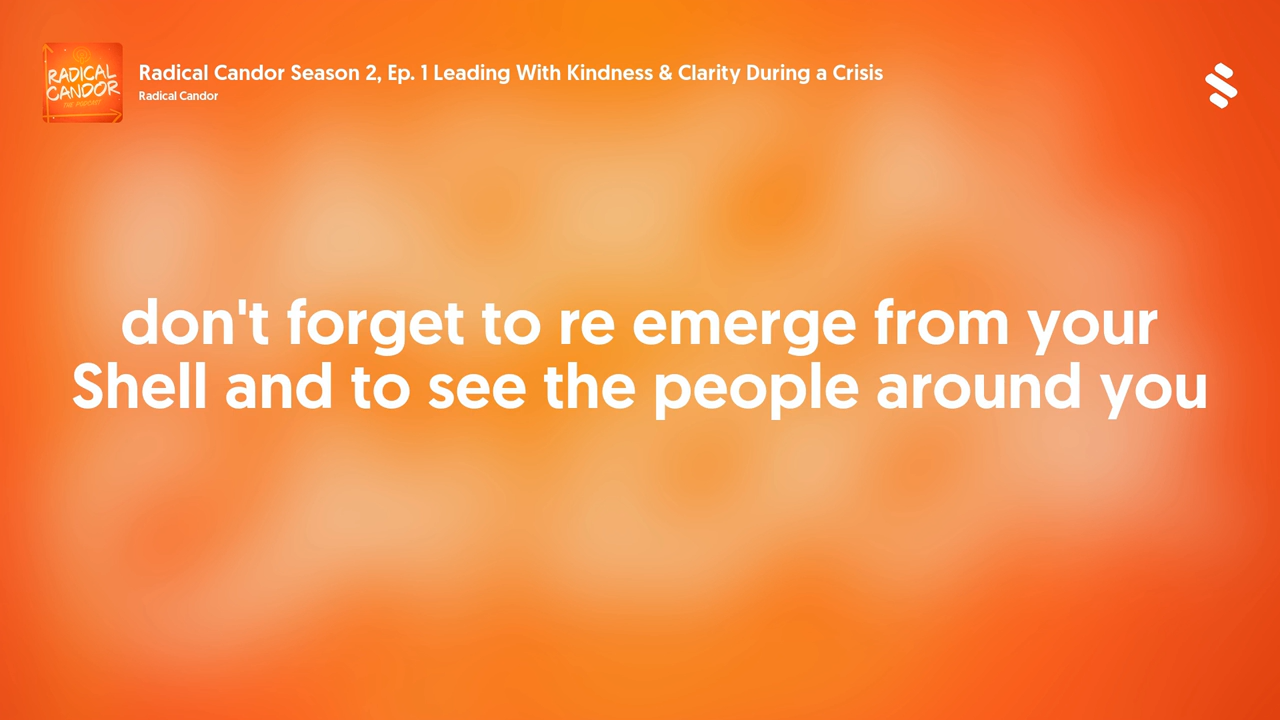 RADICAL
CANDOR
THE PODCAST
Radical Candor Season 2, Ep. 1 Leading With Kindness & Clarity During a Crisis
Radical Candor
don't forget to re emerge from your
Shell and to see the people around you